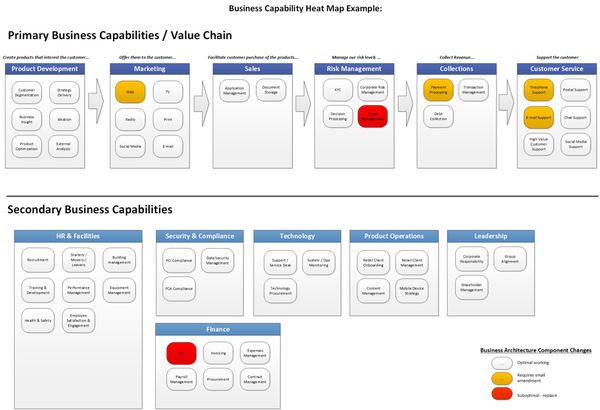 Business Capability Heat Map Example:
Primary Business Capabilities / Value Chain
Create products that interest the customer...
Offer them to the customer...
Facilitate customer purchase of the products...
Manage our risk levels ...
Collect Revenue...
Support the customer
Product Development
Marketing
Sales
Risk Management
Collections
Customer Service
Customer
Segmentation
Strategy
Delivery
Business
Insight
Ideation
Product
Optimization
External
Analysis
Web
TV
Radio
Print
Social Media
E-mail
Application
Management
Document
Storage
KYC
Corporate Risk
Management
Decision
Processing
Management
Payment
Processing
Transaction
Management
Debt
Collection
Telephone
Support
Postal Support
E-mail Support
Chat Support
High Value
Customer
Support
Social Media
Support
Secondary Business Capabilities
HR & Facilities
Security & Compliance
Technology
Product Operations
Leadership
Recruitment
Starters /
Movers /
Leavers
Building
management
Training &
Development
Performance
Management
Equipment
Management
Health & Safety
Employee
Satisfaction &
Engagement
PCI Compliance
Data Security
Management
FCA Compliance
Support /
Service Desk
System / Ops
Monitoring
Technology
Procurement
Retail Client
Onboarding
Retail Client
Management
Content
Management
Mobile Device
Strategy
Corporate
Responsibility
Group
Alignment
Shareholder
Management
Finance
Invoicing
Expenses
Management
Payroll
Management
Procurement
Contract
Management
Business Architecture Component Changes
... Optimal working
... Requires small
amendment
... Suboptimal - replace